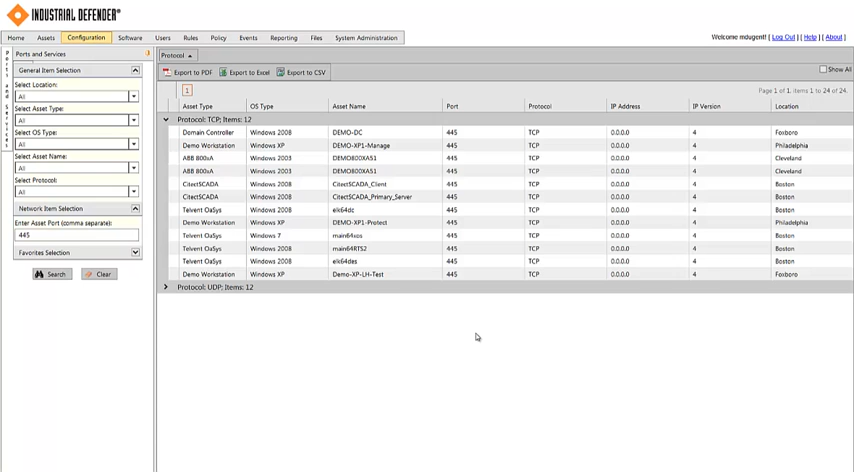 INDUSTRIAL DEFENDER®
Home Assets Configuration Software Users Rules Policy Events Reporting Files System Administration
Welcome mdugent! [ Log Out ] [ Help ] [ About ]
Ports and Services
Ports and Services
General Item Selection
Select Location:
All
Select Asset Type:
All
Select OS Type:
All
Select Asset Name:
All
Select Protocol:
All
Network Item Selection
Enter Asset Port (comma separate):
445
Favorites Selection
Search Clear
Protocol
Export to PDF Export to Excel Export to CSV
Show All
1
Page 1 of 1, items 1 to 24 of 24.
Asset Type OS Type Asset Name Port Protocol IP Address IP Version Location
Protocol: TCP; Items: 12
Domain Controller Windows 2008 DEMO-DC 445 TCP 0.0.0.0 4 Foxboro
Demo Workstation Windows XP DEMO-XP1-Manage 445 TCP 0.0.0.0 4 Philadelphia
ABB 800xA Windows 2003 DEMO800XAS1 445 TCP 0.0.0.0 4 Cleveland
ABB 800xA Windows 2003 DEMO800XAS1 445 TCP 0.0.0.0 4 Cleveland
CitectSCADA Windows 2008 CitectSCADA_Client 445 TCP 0.0.0.0 4 Boston
CitectSCADA Windows 2008 CitectSCADA_Primary_Server 445 TCP 0.0.0.0 4 Boston
Telvent OaSys Windows 2008 elk64dc 445 TCP 0.0.0.0 4 Boston
Demo Workstation Windows XP DEMO-XP1-Protect 445 TCP 0.0.0.0 4 Philadelphia
Telvent OaSys Windows 7 main64xos 445 TCP 0.0.0.0 4 Boston
Telvent OaSys Windows 2008 main64RTS2 445 TCP 0.0.0.0 4 Boston
Telvent OaSys Windows 2008 elk64des 445 TCP 0.0.0.0 4 Boston
Demo Workstation Windows XP Demo-XP-LH-Test 445 TCP 0.0.0.0 4 Foxboro
Protocol: UDP; Items: 12